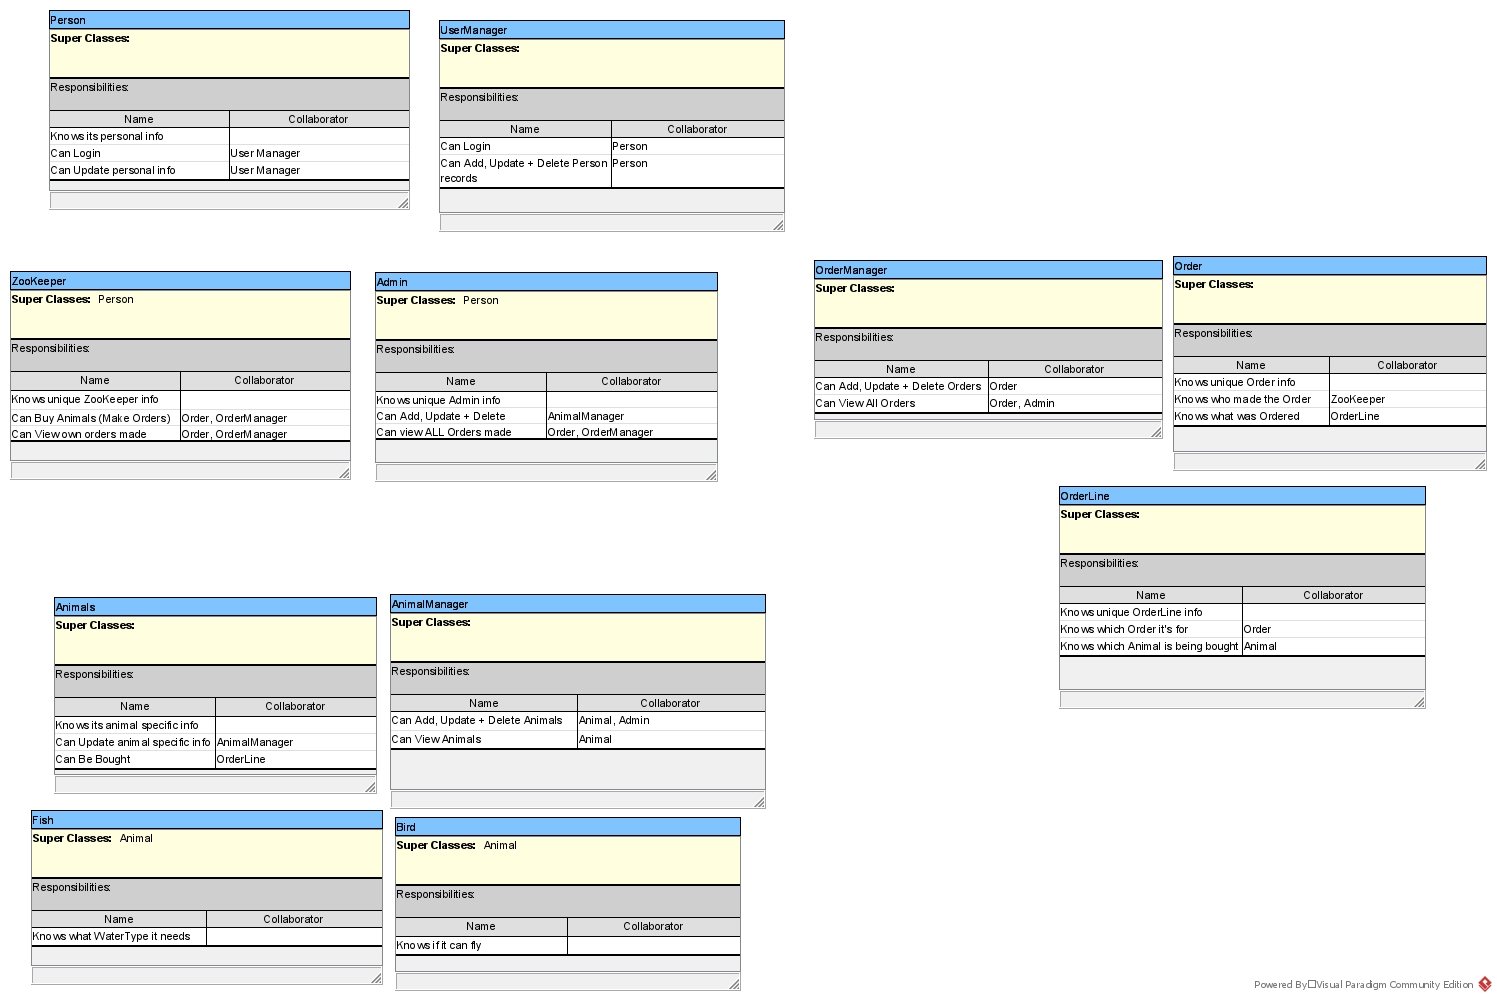 Person
Super Classes:
Responsibilities:
Name Collaborator
Knows its personal info
Can Login User Manager
Can Update personal info User Manager
UserManager
Super Classes:
Responsibilities:
Name Collaborator
Can Login Person
Can Add, Update + Delete Person Person
records
ZooKeeper
Super Classes: Person
Responsibilities:
Name Collaborator
Knows unique ZooKeeper info
Can Buy Animals (Make Orders) Order, OrderManager
Can View own orders made Order, OrderManager
Admin
Super Classes: Person
Responsibilities:
Name Collaborator
Knows unique Admin info
Can Add, Update + Delete AnimalManager
Can view ALL Orders made Order, OrderManager
OrderManager
Super Classes:
Responsibilities:
Name Collaborator
Can Add, Update + Delete Orders Order
Can View All Orders Order, Admin
Order
Super Classes:
Responsibilities:
Name Collaborator
Knows unique Order info
Knows who made the Order ZooKeeper
Knows what was Ordered OrderLine
OrderLine
Super Classes:
Responsibilities:
Name Collaborator
Knows unique OrderLine info
Knows which Order it's for Order
Knows which Animal is being bought Animal
Animals
Super Classes:
Responsibilities:
Name Collaborator
Knows its animal specific info
Can Update animal specific info AnimalManager
Can Be Bought OrderLine
AnimalManager
Super Classes:
Responsibilities:
Name Collaborator
Can Add, Update + Delete Animals Animal, Admin
Can View Animals Animal
Fish
Super Classes: Animal
Responsibilities:
Name Collaborator
Knows what WaterType it needs
Bird
Super Classes: Animal
Responsibilities:
Name Collaborator
Knows if it can fly
Powered By□Visual Paradigm Community Edition